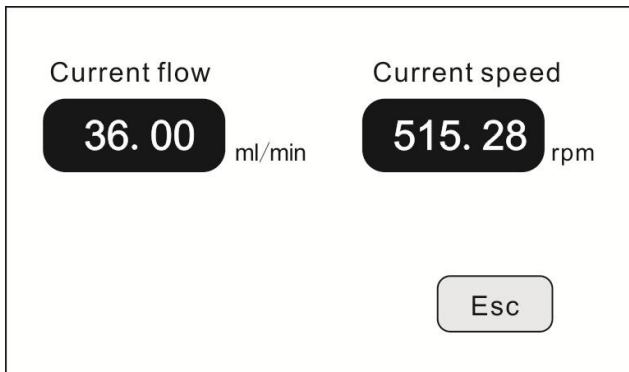 Current flow
Current speed
36.00 ml/min
515.28 rpm
Esc